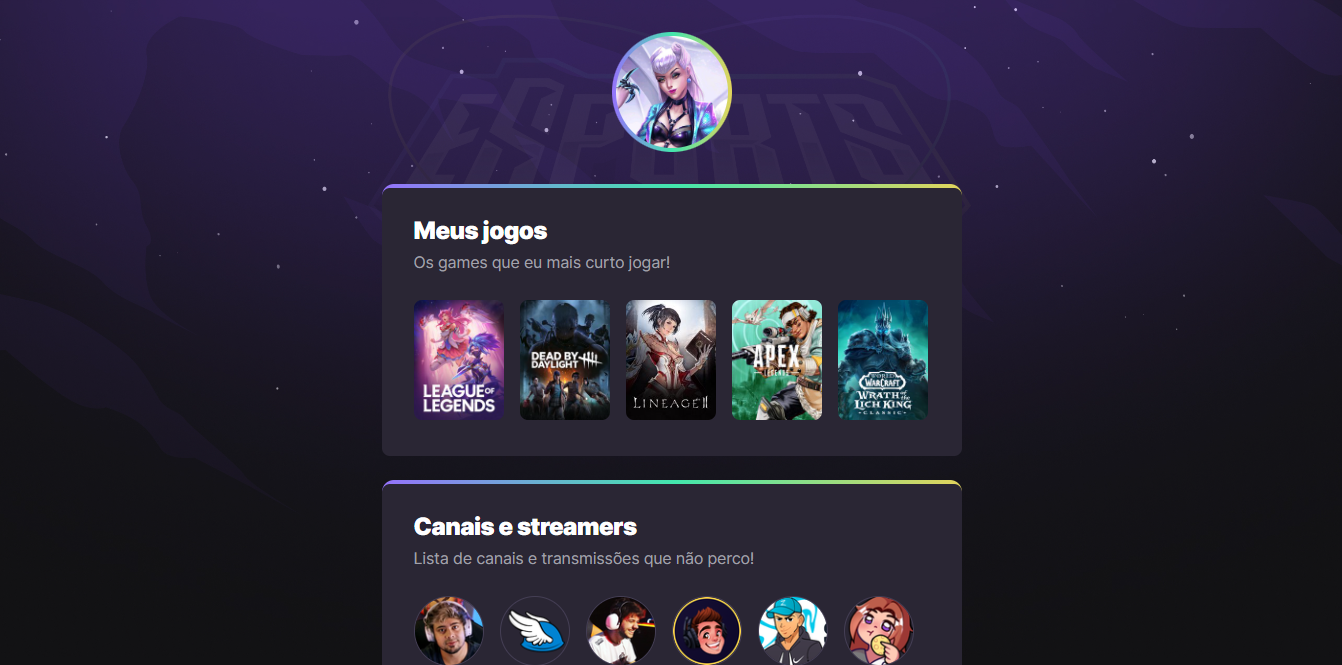 ESPORTS
Meus jogos
Os games que eu mais curto jogar!
LEAGUE OF
LEGENDS
DEAD BY
DAYLIGHT
LINEAGE II
APEX
LEGENDS
WORLD
WARCRAFT
WRATH of the
LICH KING
CLASSIC
Canais e streamers
Lista de canais e transmissões que não perco!